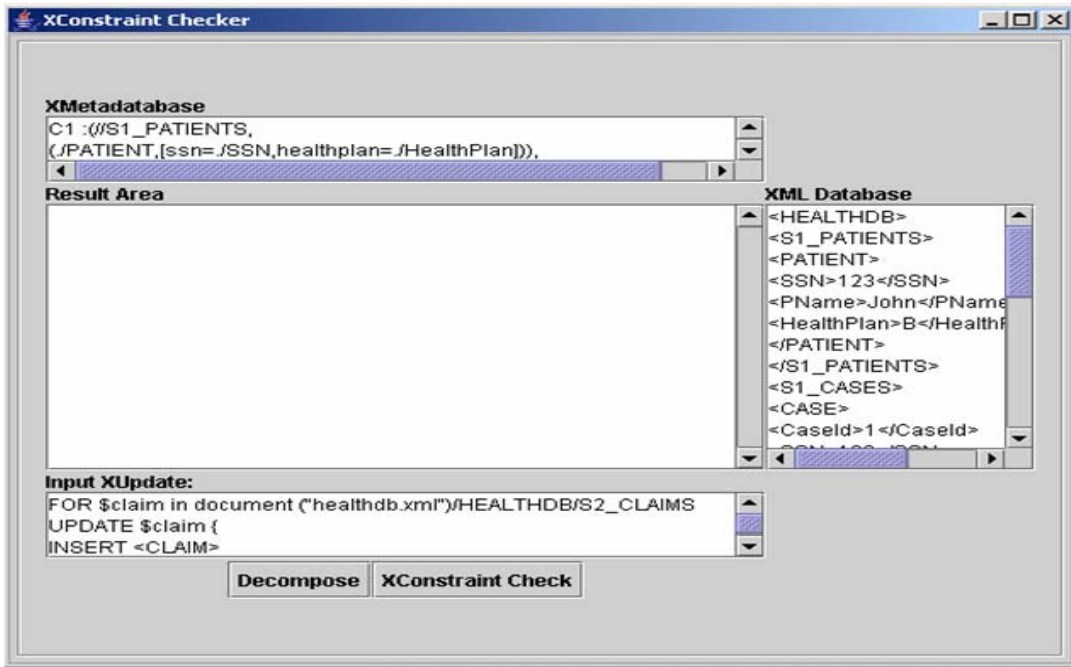 XConstraint Checker
XMetadatabase
C1 :(//S1_PATIENTS,
(./PATIENT,[ssn=./SSN,healthplan=./HealthPlan])),
Result Area
XML Database
<HEALTHDB>
<S1_PATIENTS>
<PATIENT>
<SSN>123</SSN>
<PName>John</PName
<HealthPlan>B</Health
</PATIENT>
</S1_PATIENTS>
<S1_CASES>
<CASE>
<CaseId>1</CaseId>
Input XUpdate:
FOR $claim in document ("healthdb.xml")/HEALTHDB/S2_CLAIMS
UPDATE $claim {
INSERT <CLAIM>
Decompose XConstraint Check